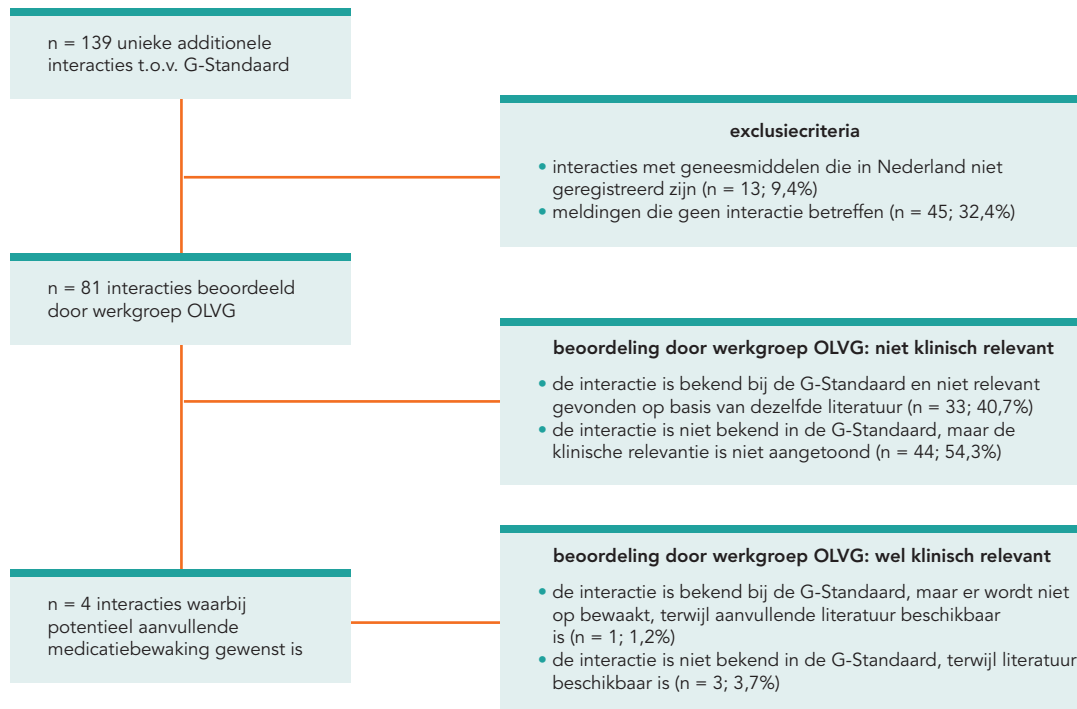 n = 139 unieke additionele
interacties t.o.v. G-Standaard
exclusiecriteria
• interacties met geneesmiddelen die in Nederland niet
geregistreerd zijn (n = 13; 9,4%)
• meldingen die geen interactie betreffen (n = 45; 32,4%)
n = 81 interacties beoordeeld
door werkgroep OLVG
beoordeling door werkgroep OLVG: niet klinisch relevant
• de interactie is bekend bij de G-Standaard en niet relevant
gevonden op basis van dezelfde literatuur (n = 33; 40,7%)
• de interactie is niet bekend in de G-Standaard, maar de
klinische relevantie is niet aangetoond (n = 44; 54,3%)
n = 4 interacties waarbij
potentieel aanvullende
medicatiebewaking gewenst is
beoordeling door werkgroep OLVG: wel klinisch relevant
• de interactie is bekend bij de G-Standaard, maar er wordt niet
op bewaakt, terwijl aanvullende literatuur beschikbaar
is (n = 1; 1,2%)
• de interactie is niet bekend in de G-Standaard, terwijl literatuur
beschikbaar is (n = 3; 3,7%)